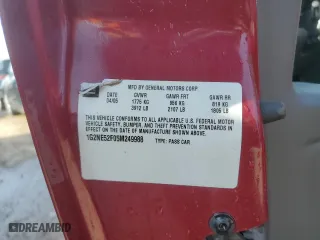 MFD BY GENERAL MOTORS CORP
DATE GVWR GAWR FRT GAWR RR
04/05 1775 KG 956 KG 819 KG
3912 LB 2107 LB 1805 LB
THIS VEHICLE CONFORMS TO ALL APPLICABLE U.S. FEDERAL MOTOR
VEHICLE SAFETY, BUMPER, AND THEFT PREVENTION STANDARDS
IN EFFECT ON THE DATE OF MANUFACTURE SHOWN ABOVE.
1G2NE52F05M249988 TYPE: PASS CAR
AutoHelperBot